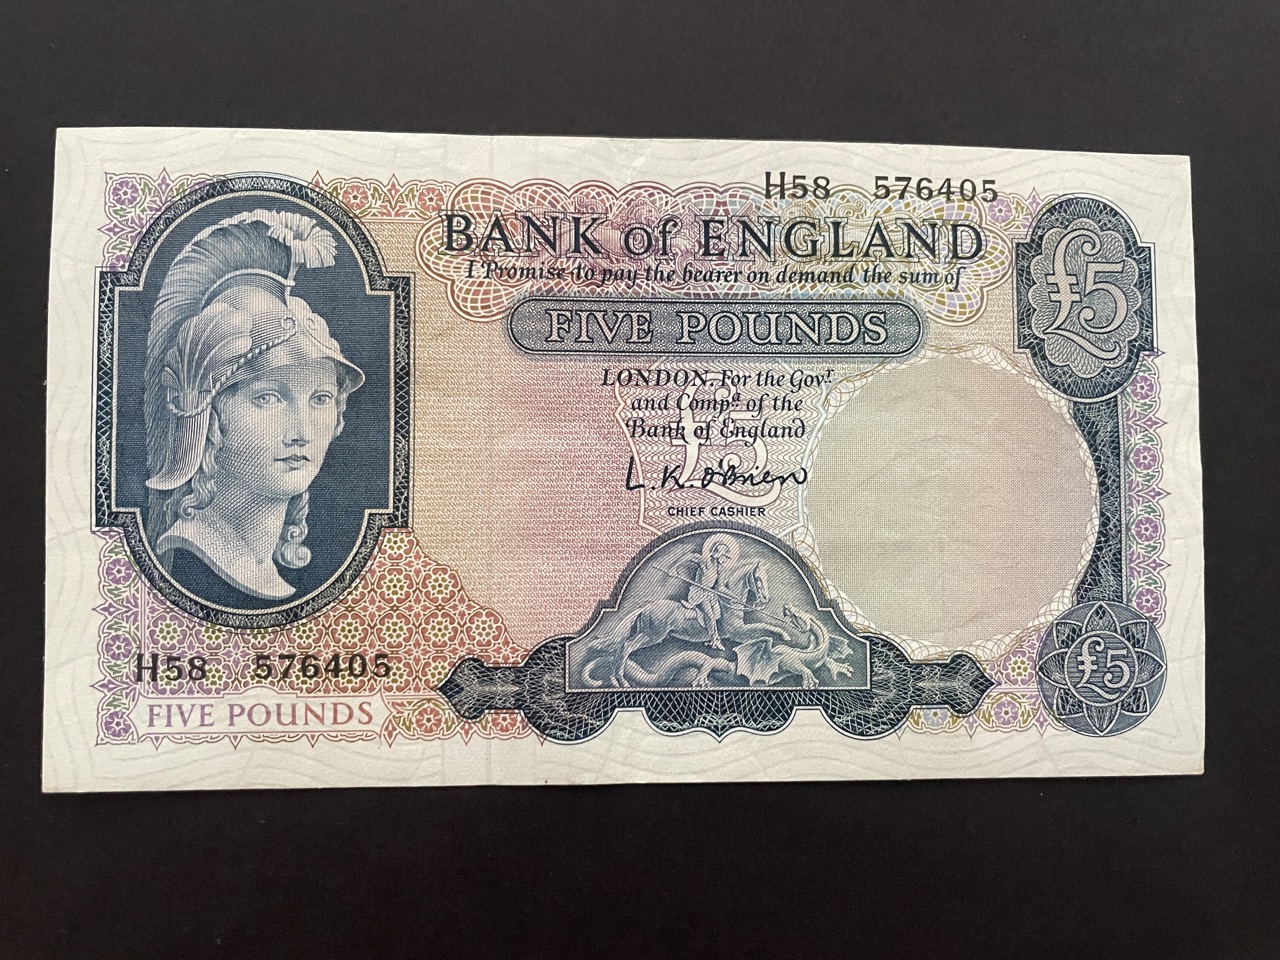 H58 576405
BANK of ENGLAND
I Promise to pay the bearer on demand the sum of
£5
FIVE POUNDS
LONDON. For the Govr.
and Compa. of the
Bank of England
£5
L.K. O'Brien
CHIEF CASHIER
H58 576405
£5
FIVE POUNDS